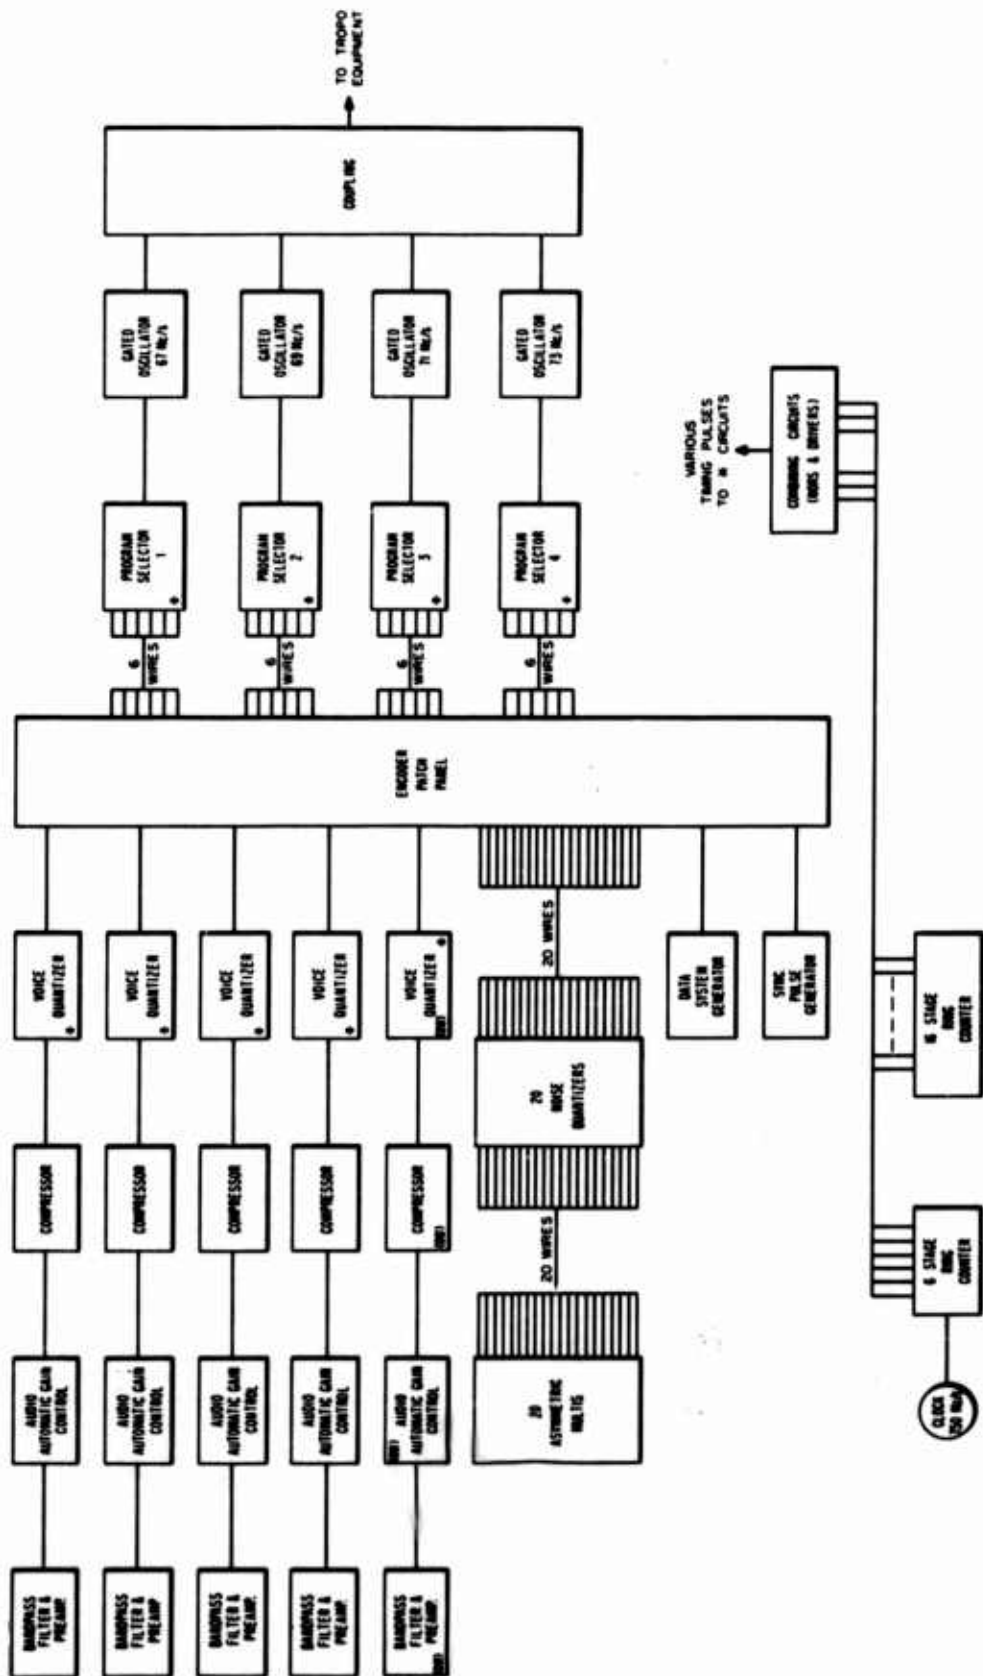 BANDPASS
FILTER &
PREAMP.
AUDIO
AUTOMATIC GAIN
CONTROL
COMPRESSOR
VOICE
QUANTIZER
BANDPASS
FILTER &
PREAMP.
AUDIO
AUTOMATIC GAIN
CONTROL
COMPRESSOR
VOICE
QUANTIZER
BANDPASS
FILTER &
PREAMP.
AUDIO
AUTOMATIC GAIN
CONTROL
COMPRESSOR
VOICE
QUANTIZER
BANDPASS
FILTER &
PREAMP.
AUDIO
AUTOMATIC GAIN
CONTROL
COMPRESSOR
VOICE
QUANTIZER
BANDPASS
FILTER &
PREAMP.
AUDIO
AUTOMATIC GAIN
CONTROL
COMPRESSOR
VOICE
QUANTIZER
20
ASYMMETRIC
MULTIS
20 WIRES
20
NOISE
QUANTIZERS
20 WIRES
DATA
SYSTEM
GENERATOR
SYNC
PULSE
GENERATOR
ENCODER
PATCH
PANEL
6
WIRES
PROGRAM
SELECTOR
1
GATED
OSCILLATOR
67 Mc/s
6
WIRES
PROGRAM
SELECTOR
2
GATED
OSCILLATOR
69 Mc/s
6
WIRES
PROGRAM
SELECTOR
3
GATED
OSCILLATOR
71 Mc/s
6
WIRES
PROGRAM
SELECTOR
4
GATED
OSCILLATOR
73 Mc/s
COUPLING
TO TROPO
EQUIPMENT
CLOCK
6 STAGE
RING
COUNTER
16 STAGE
RING
COUNTER
COMBINING CIRCUITS
& DRIVERS)
VARIOUS
TIMING PULSES
TO CIRCUITS